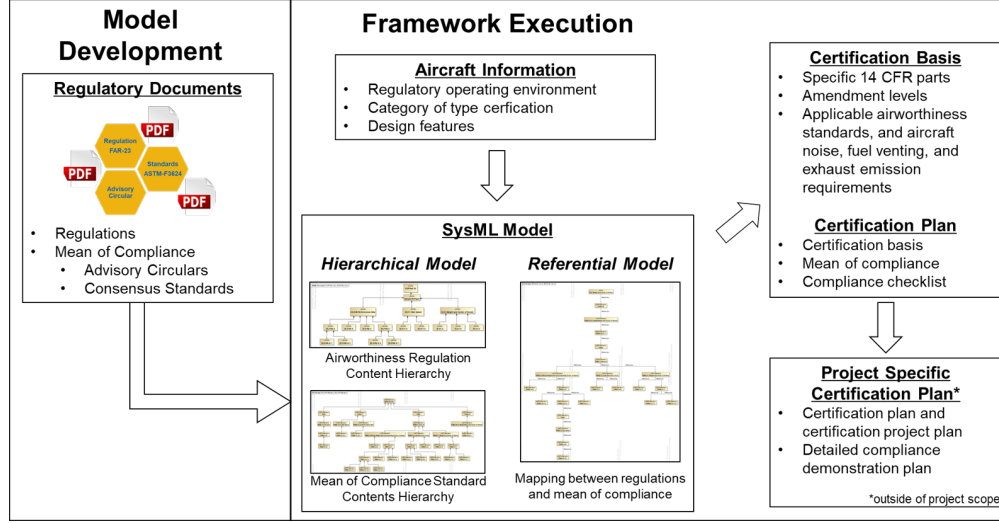 Model
Development
Regulatory Documents
PDF
Regulation
FAR-23
Standards
ASTM-F3624
PDF
Advisory
Circular
PDF
• Regulations
• Mean of Compliance
• Advisory Circulars
• Consensus Standards
Framework Execution
Aircraft Information
• Regulatory operating environment
• Category of type cerfication
• Design features
SysML Model
Hierarchical Model
Airworthiness Regulation
Content Hierarchy
Mean of Compliance Standard
Contents Hierarchy
Referential Model
Mapping between regulations
and mean of compliance
Certification Basis
• Specific 14 CFR parts
• Amendment levels
• Applicable airworthiness
standards, and aircraft
noise, fuel venting, and
exhaust emission
requirements
Certification Plan
• Certification basis
• Mean of compliance
• Compliance checklist
Project Specific
Certification Plan*
• Certification plan and
certification project plan
• Detailed compliance
demonstration plan
*outside of project scope